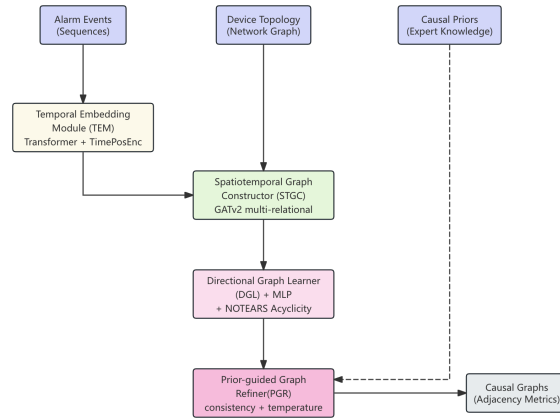 Alarm Events
(Sequences)
Device Topology
(Network Graph)
Causal Priors
(Expert Knowledge)
Temporal Embedding
Module (TEM)
Transformer + TimePosEnc
Spatiotemporal Graph
Constructor (STGC)
GATv2 multi-relational
Directional Graph Learner
(DGL) + MLP
+ NOTEARS Acyclicity
Prior-guided Graph
Refiner(PGR)
consistency + temperature
Causal Graphs
(Adjacency Metrics)